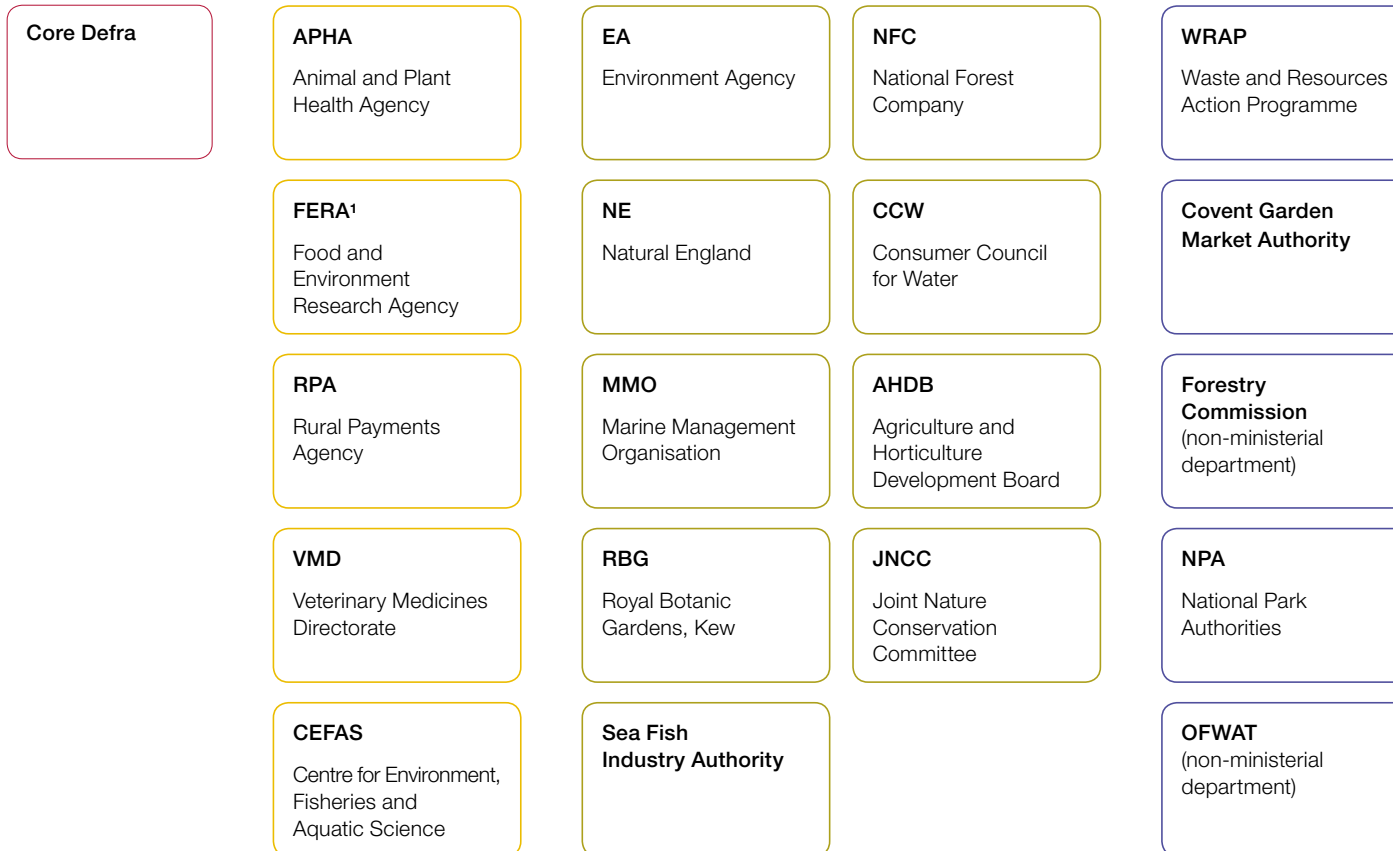 Core Defra
APHA
Animal and Plant
Health Agency
EA
Environment Agency
NFC
National Forest
Company
WRAP
Waste and Resources
Action Programme
FERA¹
Food and
Environment
Research Agency
NE
Natural England
CCW
Consumer Council
for Water
Covent Garden
Market Authority
RPA
Rural Payments
Agency
MMO
Marine Management
Organisation
AHDB
Agriculture and
Horticulture
Development Board
Forestry
Commission
(non-ministerial
department)
VMD
Veterinary Medicines
Directorate
RBG
Royal Botanic
Gardens, Kew
JNCC
Joint Nature
Conservation
Committee
NPA
National Park
Authorities
CEFAS
Centre for Environment,
Fisheries and
Aquatic Science
Sea Fish
Industry Authority
OFWAT
(non-ministerial
department)